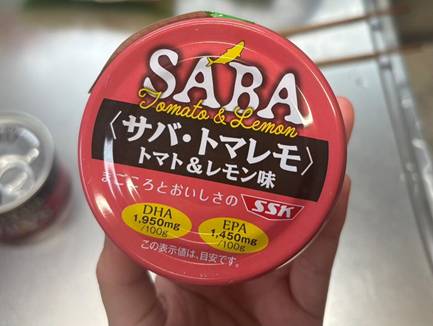 SABA
Tomato & Lemon
〈サバ・トマレモ〉
トマト&レモン味
まごころとおいしさの SSK
DHA
1,950mg
/100g
EPA
1,450mg
/100g
この表示値は、目安です。